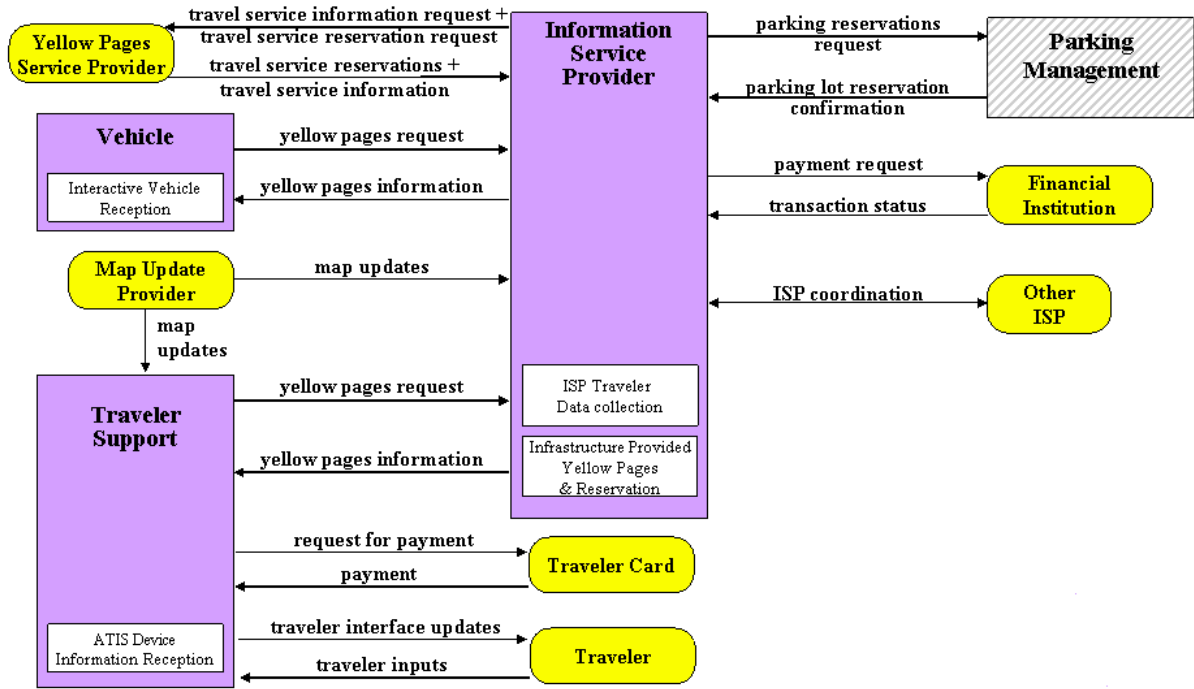 travel service information request +
travel service reservation request
Yellow Pages
Service Provider
travel service reservations +
travel service information
Information
Service
Provider
parking reservations
request
Parking
Management
parking lot reservation
confirmation
Vehicle
Interactive Vehicle
Reception
yellow pages request
yellow pages information
payment request
Financial
Institution
transaction status
Map Update
Provider
map updates
ISP coordination
Other
ISP
map
updates
Traveler
Support
yellow pages request
ISP Traveler
Data collection
yellow pages information
Infrastructure Provided
Yellow Pages
& Reservation
request for payment
Traveler Card
payment
ATIS Device
Information Reception
traveler interface updates
Traveler
traveler inputs